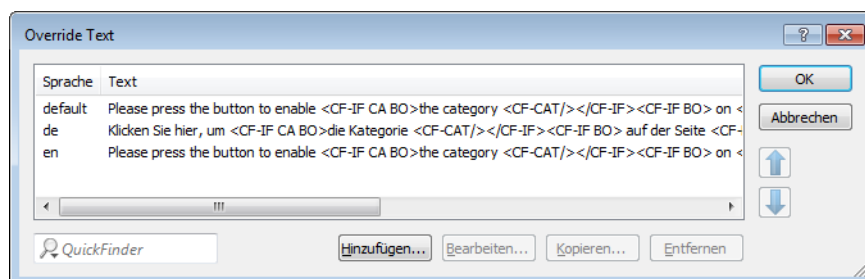 Override Text
Sprache Text
default Please press the button to enable <CF-IF CA BO>the category <CF-CAT/></CF-IF><CF-IF BO> on <
de Klicken Sie hier, um <CF-IF CA BO>die Kategorie <CF-CAT/></CF-IF><CF-IF BO> auf der Seite <CF-
en Please press the button to enable <CF-IF CA BO>the category <CF-CAT/></CF-IF><CF-IF BO> on <
OK
Abbrechen
QuickFinder
Hinzufügen... Bearbeiten... Kopieren... Entfernen